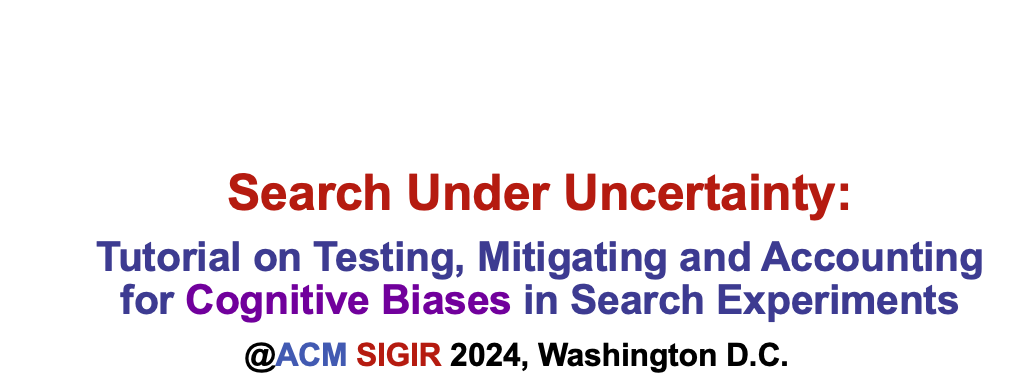 Search Under Uncertainty:
Tutorial on Testing, Mitigating and Accounting
for Cognitive Biases in Search Experiments
@ACM SIGIR 2024, Washington D.C.